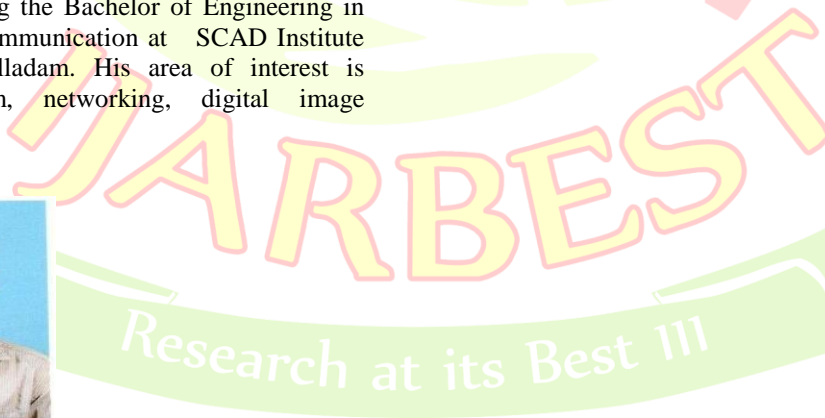 g the Bachelor of Engineering in
ommunication at SCAD Institute
lladam. His area of interest is
n, networking, digital image
IJARBEST
Research at its Best !!!